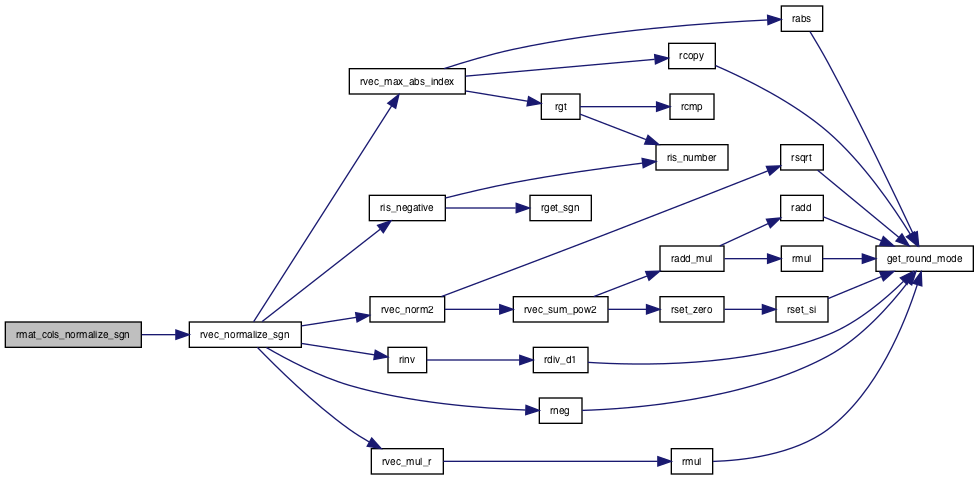 rabs
rcopy
rvec_max_abs_index
rgt
rcmp
ris_number
rsqrt
ris_negative
rget_sgn
radd
radd_mul
rmul
get_round_mode
rvec_norm2
rvec_sum_pow2
rset_zero
rset_si
rmat_cols_normalize_sgn
rvec_normalize_sgn
rinv
rdiv_d1
rneg
rvec_mul_r
rmul